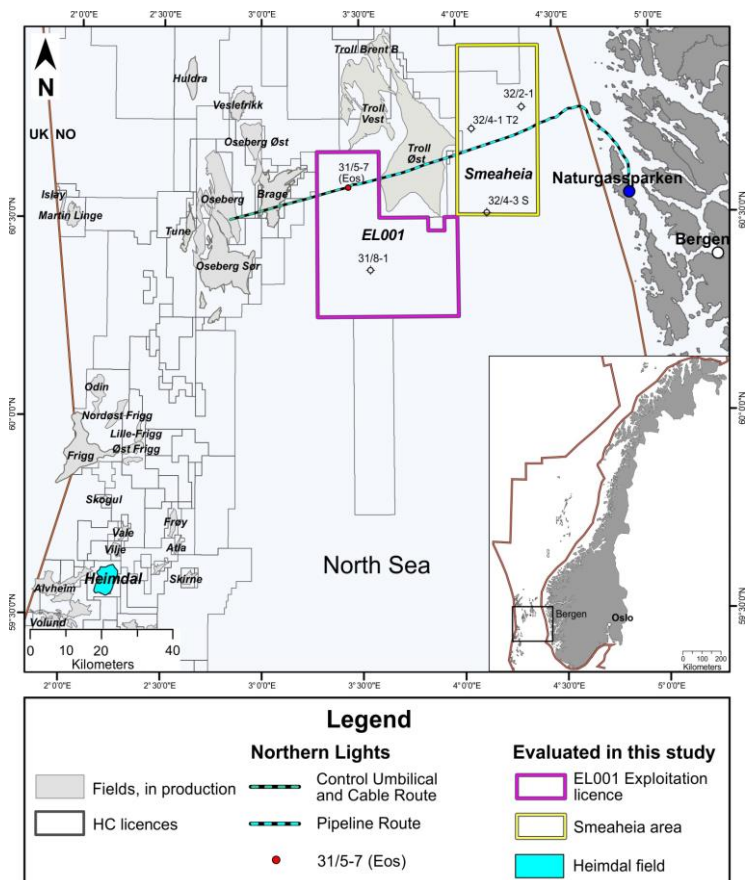 2°0'0"E 2°30'0"E 3°0'0"E 3°30'0"E 4°0'0"E 4°30'0"E 5°0'0"E
N
UK NO
60°30'0"N
60°0'0"N
59°30'0"N
Huldra
Veslefrikk
Oseberg Øst
Troll Brent B
Troll
Vest
Troll
Øst
32/2-1
32/4-1 T2
31/5-7
(Eos)
Smeaheia
Naturgassparken
Islay
Martin Linge
Oseberg
Brage
Tune
32/4-3 S
EL001
Bergen
Oseberg Sør
31/8-1
Odin
Nordøst Frigg
Lille-Frigg
Øst Frigg
Frigg
Skogul
Frøy
Vale
Vilje
Atla
North Sea
Heimdal
Skirne
Alvheim
Volund
0 10 20 40
Kilometers
Bergen
Oslo
0 100 200
Kilometers
60°30'0"N
60°0'0"N
59°30'0"N
2°0'0"E 2°30'0"E 3°0'0"E 3°30'0"E 4°0'0"E 4°30'0"E 5°0'0"E
Legend
Fields, in production
HC licences
Northern Lights
Control Umbilical
and Cable Route
Pipeline Route
31/5-7 (Eos)
Evaluated in this study
EL001 Exploitation
licence
Smeaheia area
Heimdal field